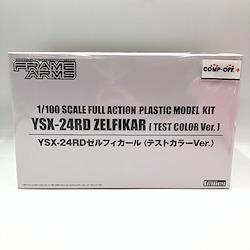 FRAME
ARMS
COMP-OFF +
1/100 SCALE FULL ACTION PLASTIC MODEL KIT
YSX-24RD ZELFIKAR [ TEST COLOR Ver. ]
YSX-24RDゼルフィカール〈テストカラーVer.〉
Kotobukiya